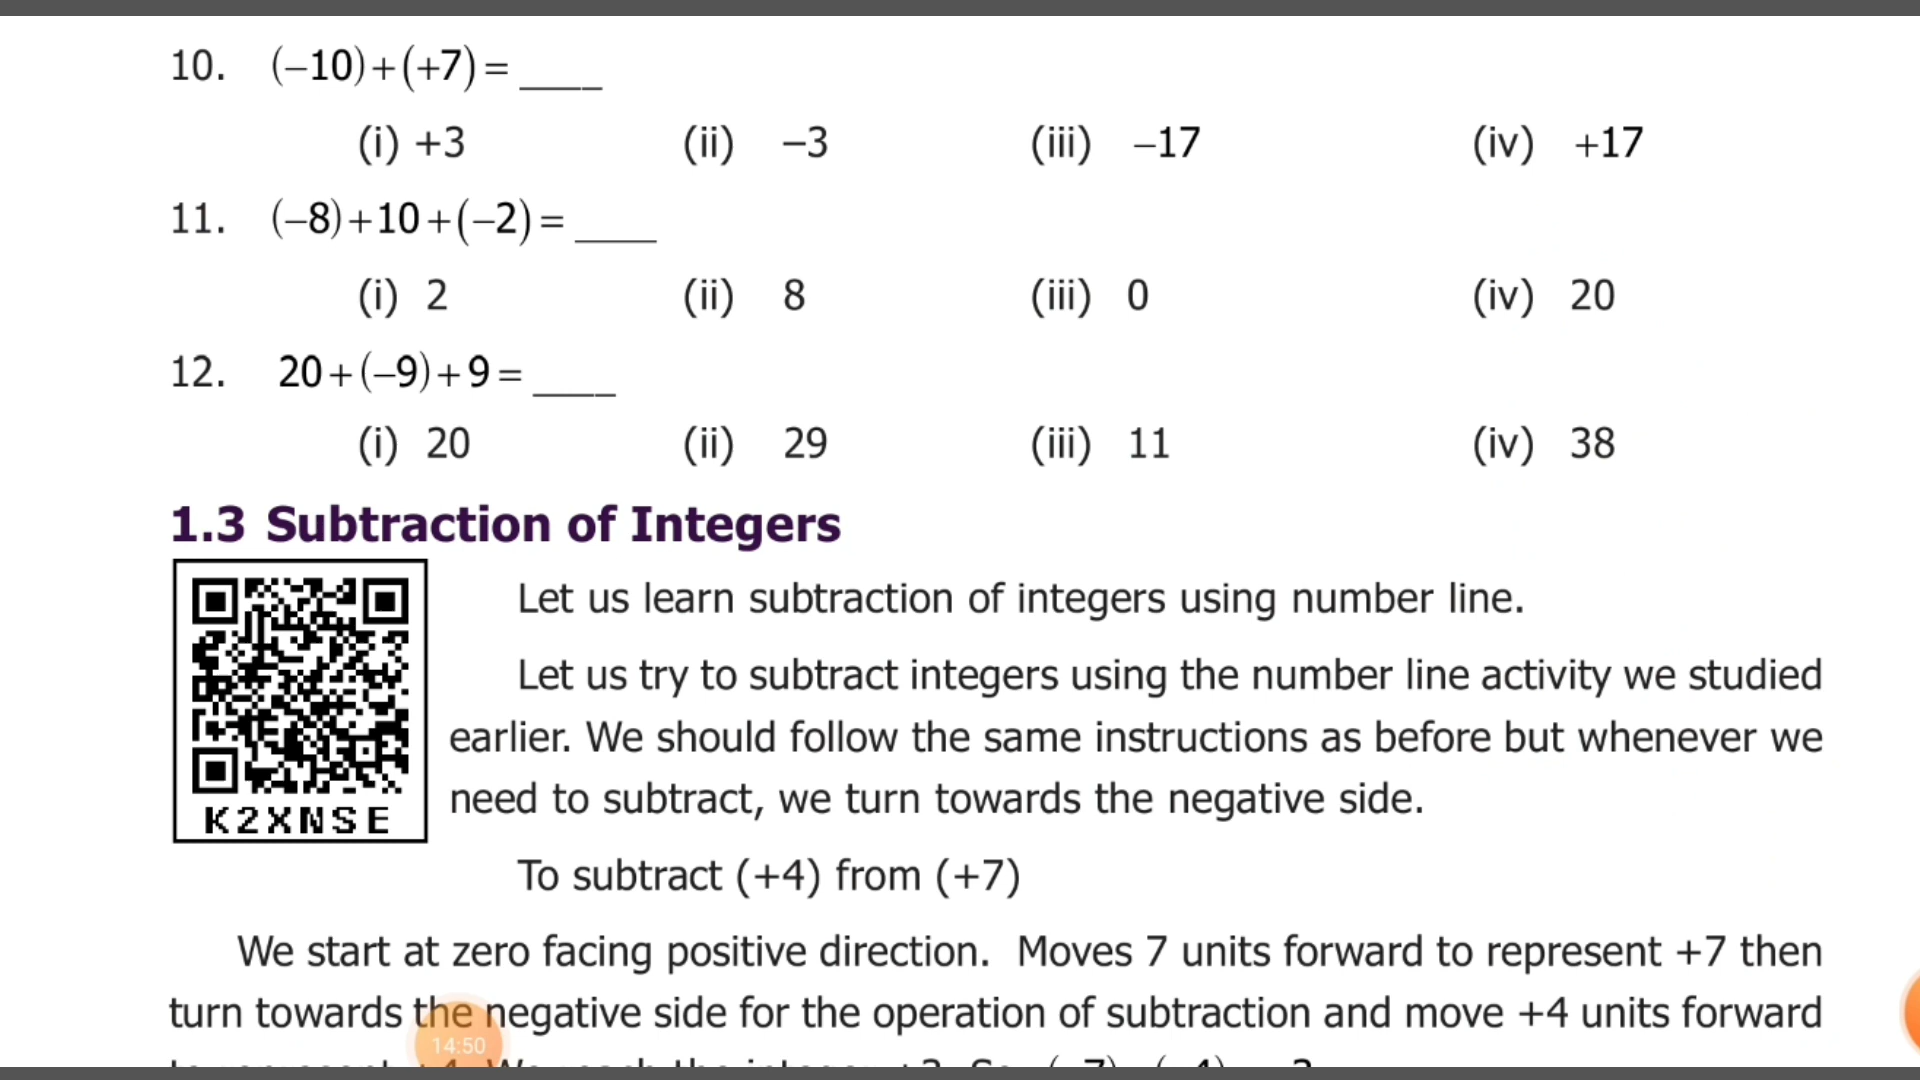 10. (–10)+(+7)= ____
(i) +3 (ii) –3 (iii) –17 (iv) +17
11. (–8)+10+(–2)= ____
(i) 2 (ii) 8 (iii) 0 (iv) 20
12. 20+(–9)+9= ____
(i) 20 (ii) 29 (iii) 11 (iv) 38
1.3 Subtraction of Integers
Let us learn subtraction of integers using number line.
Let us try to subtract integers using the number line activity we studied
earlier. We should follow the same instructions as before but whenever we
need to subtract, we turn towards the negative side.
K2XNSE
To subtract (+4) from (+7)
We start at zero facing positive direction. Moves 7 units forward to represent +7 then
turn towards the negative side for the operation of subtraction and move +4 units forward
14:50